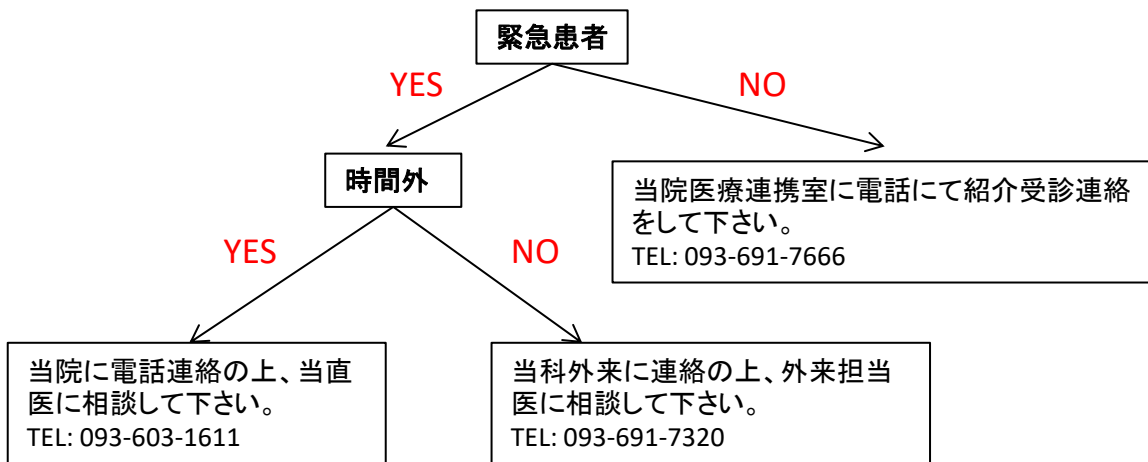 緊急患者
YES
NO
時間外
当院医療連携室に電話にて紹介受診連絡
をして下さい。
TEL: 093-691-7666
YES
NO
当院に電話連絡の上、当直
医に相談して下さい。
TEL: 093-603-1611
当科外来に連絡の上、外来担当
医に相談して下さい。
TEL: 093-691-7320